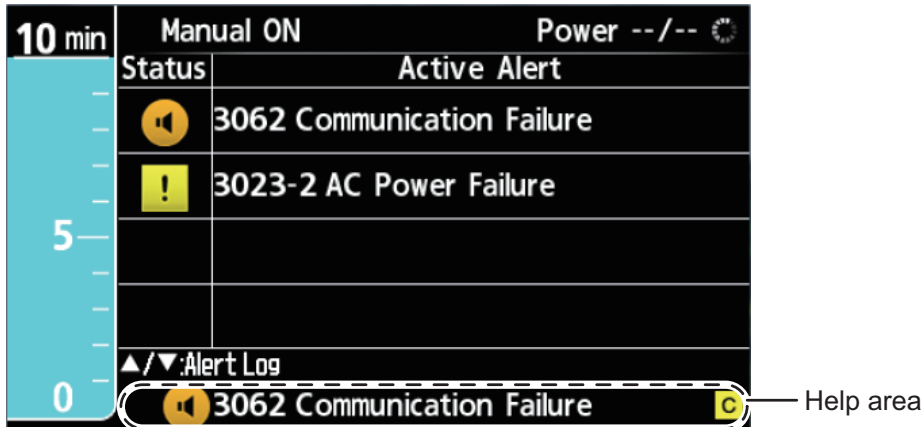 10 min
Manual ON
Power --/--
Status
Active Alert
3062 Communication Failure
! 3023-2 AC Power Failure
5
▲/▼:Alert Log
0
3062 Communication Failure
C
Help area